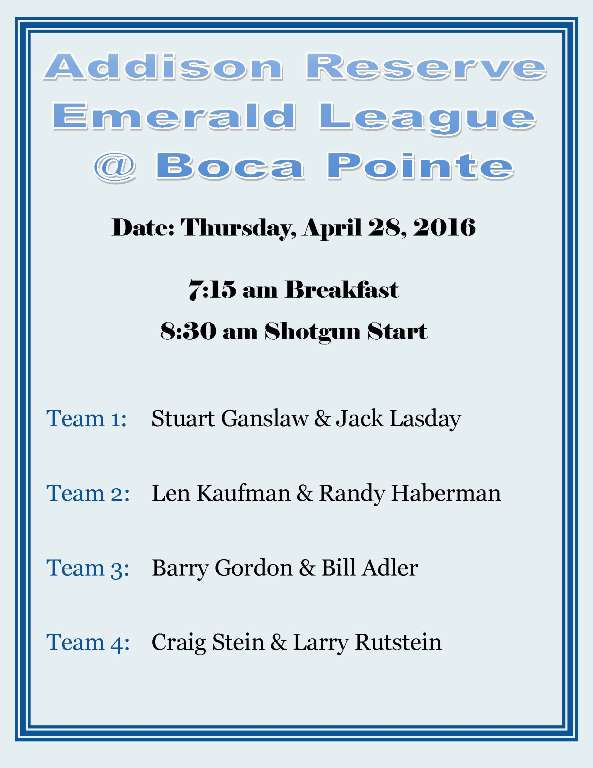 Addison Reserve
Emerald League
@ Boca Pointe
Date: Thursday, April 28, 2016
7:15 am Breakfast
8:30 am Shotgun Start
Team 1: Stuart Ganslaw & Jack Lasday
Team 2: Len Kaufman & Randy Haberman
Team 3: Barry Gordon & Bill Adler
Team 4: Craig Stein & Larry Rutstein